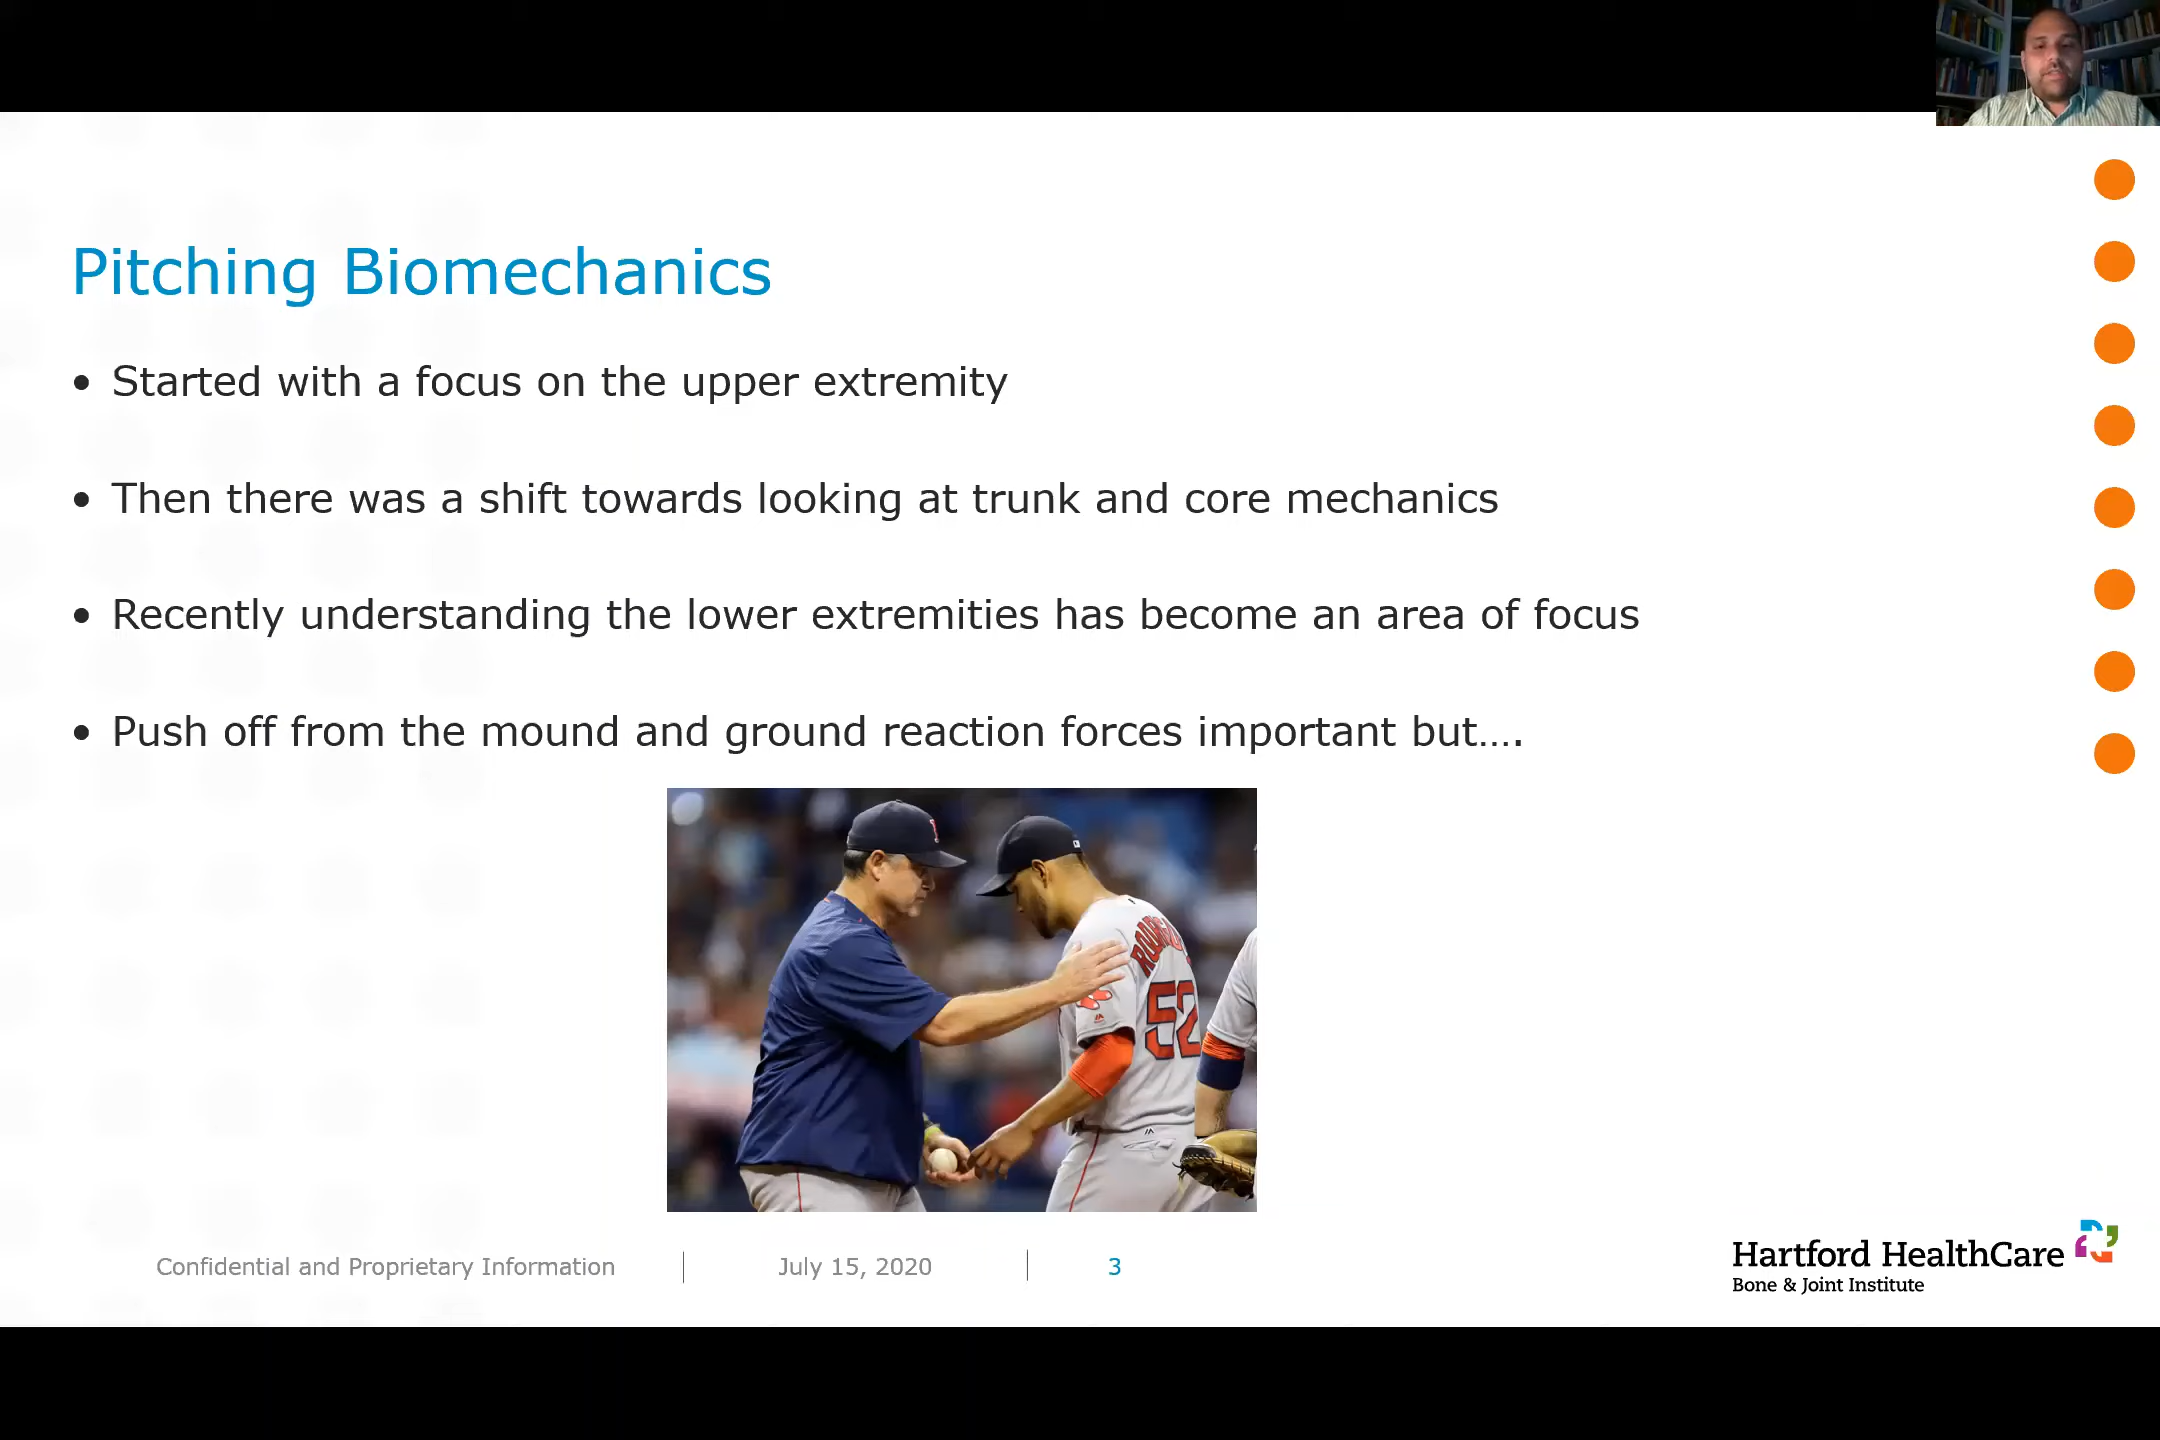 Pitching Biomechanics
• Started with a focus on the upper extremity
• Then there was a shift towards looking at trunk and core mechanics
• Recently understanding the lower extremities has become an area of focus
• Push off from the mound and ground reaction forces important but….
52
Confidential and Proprietary Information
July 15, 2020
3
Hartford HealthCare
Bone & Joint Institute